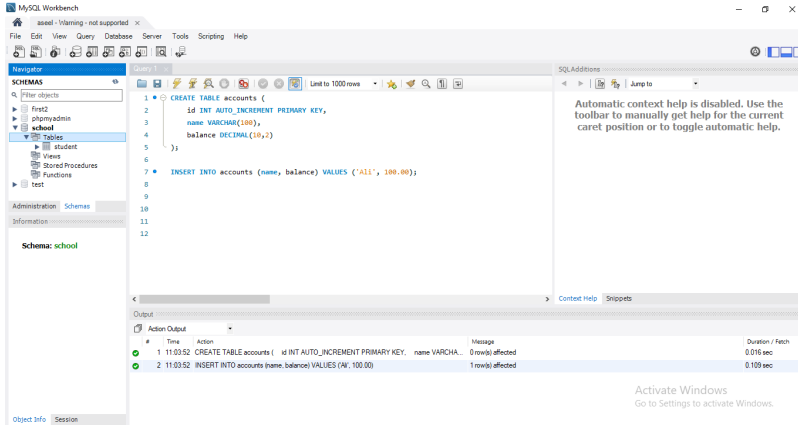 MySQL Workbench
aseel - Warning - not supported ×
File Edit View Query Database Server Tools Scripting Help
Navigator
SCHEMAS
Filter objects
first2
phpmyadmin
school
Tables
student
Views
Stored Procedures
Functions
test
Administration Schemas
Information
Schema: school
Object Info Session
Query 1 ×
Limit to 1000 rows
1 CREATE TABLE accounts (
2 id INT AUTO_INCREMENT PRIMARY KEY,
3 name VARCHAR(100),
4 balance DECIMAL(10,2)
5 );
6
7 INSERT INTO accounts (name, balance) VALUES ('Ali', 100.00);
8
9
10
11
12
SQLAdditions
Jump to
Automatic context help is disabled. Use the
toolbar to manually get help for the current
caret position or to toggle automatic help.
Context Help Snippets
Output
Action Output
# Time Action Message Duration / Fetch
1 11:03:52 CREATE TABLE accounts ( id INT AUTO_INCREMENT PRIMARY KEY, name VARCHA... 0 row(s) affected 0.016 sec
2 11:03:52 INSERT INTO accounts (name, balance) VALUES ('Ali', 100.00) 1 row(s) affected 0.109 sec
Activate Windows
Go to Settings to activate Windows.